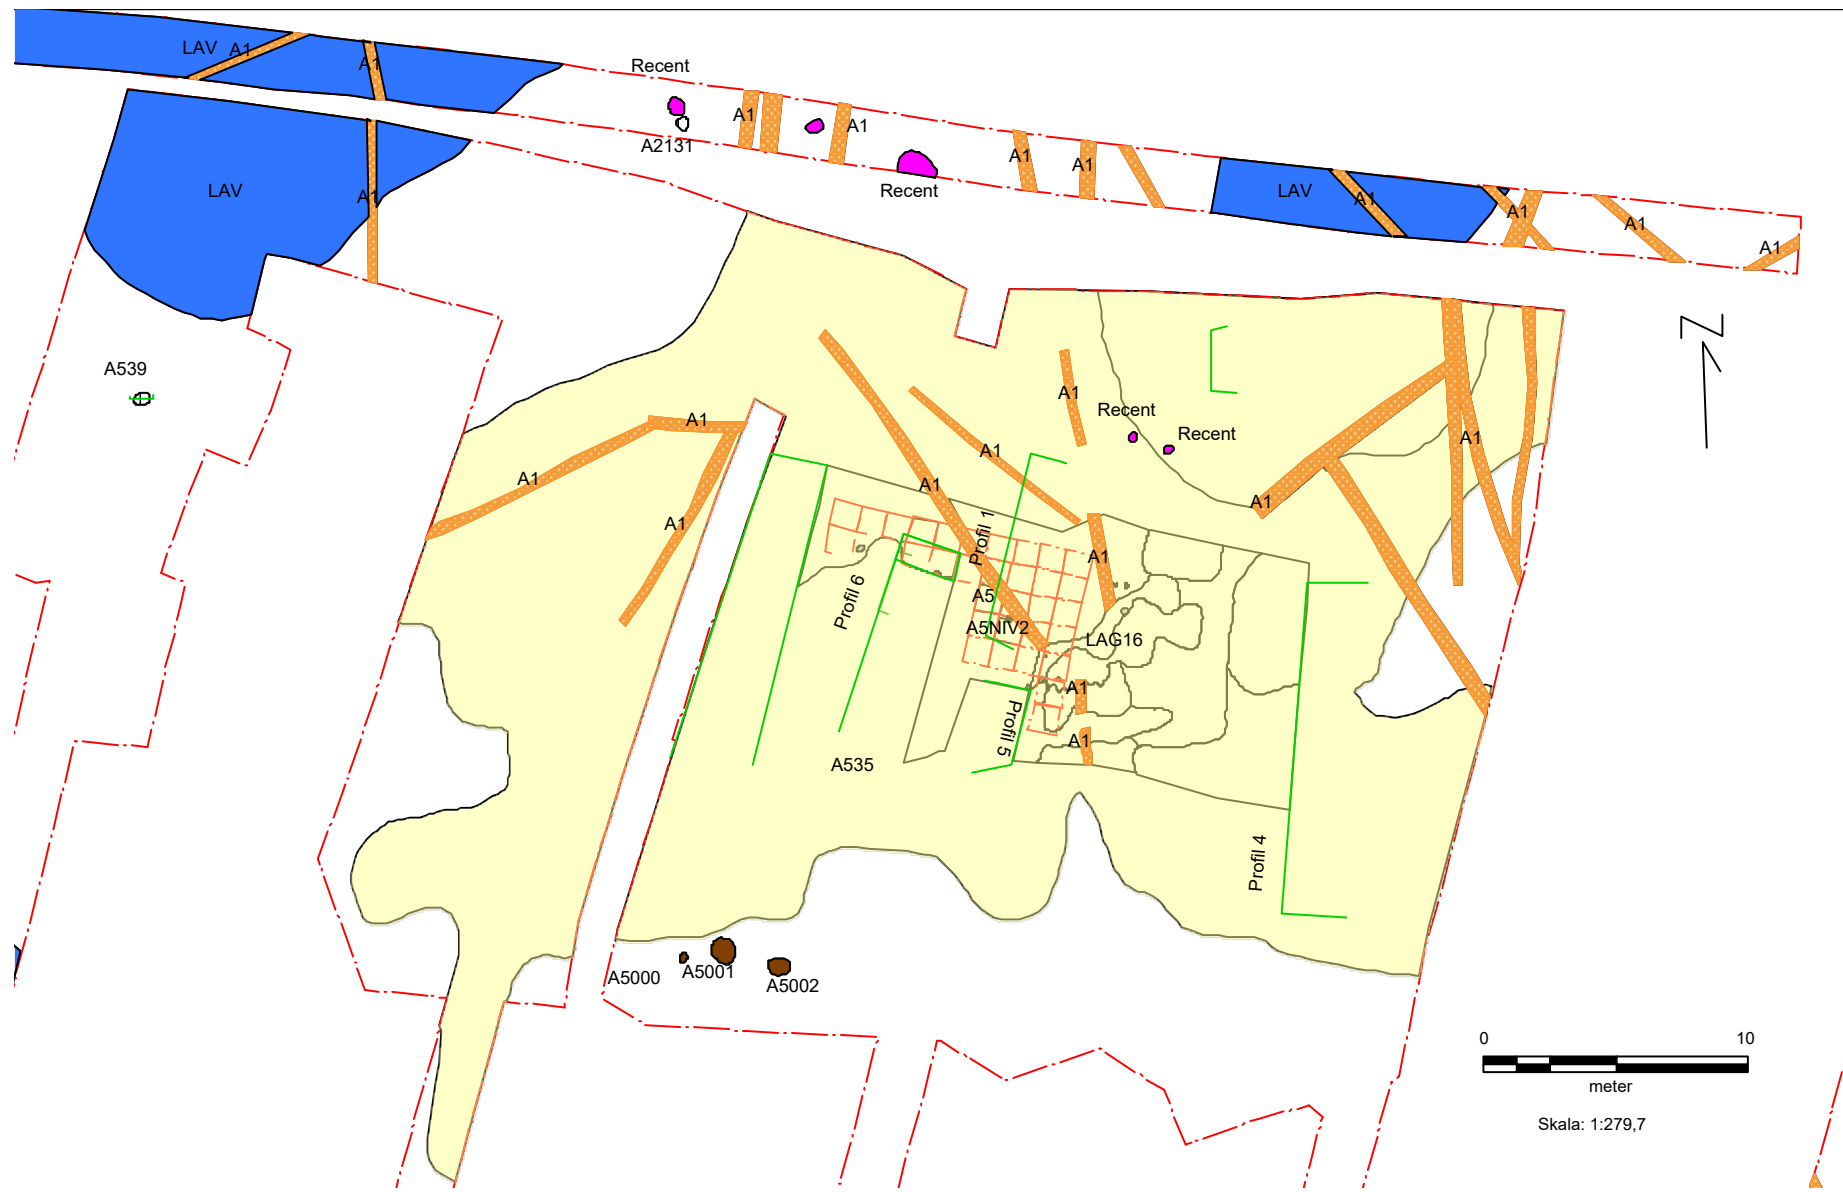 LAV
A1
A1
Recent
A1
A1
A2131
A1
A1
LAV
A1
Recent
LAV
A1
A1
A1
A1
A539
Recent
A1
Recent
A1
A1
A1
A1
A1
A1
A1
Profil 1
A1
Profil 6
A5
A5NIV2
LAG16
A1
Profil 5
A1
A535
Profil 4
A5000
A5001
A5002
0
10
meter
Skala: 1:279,7